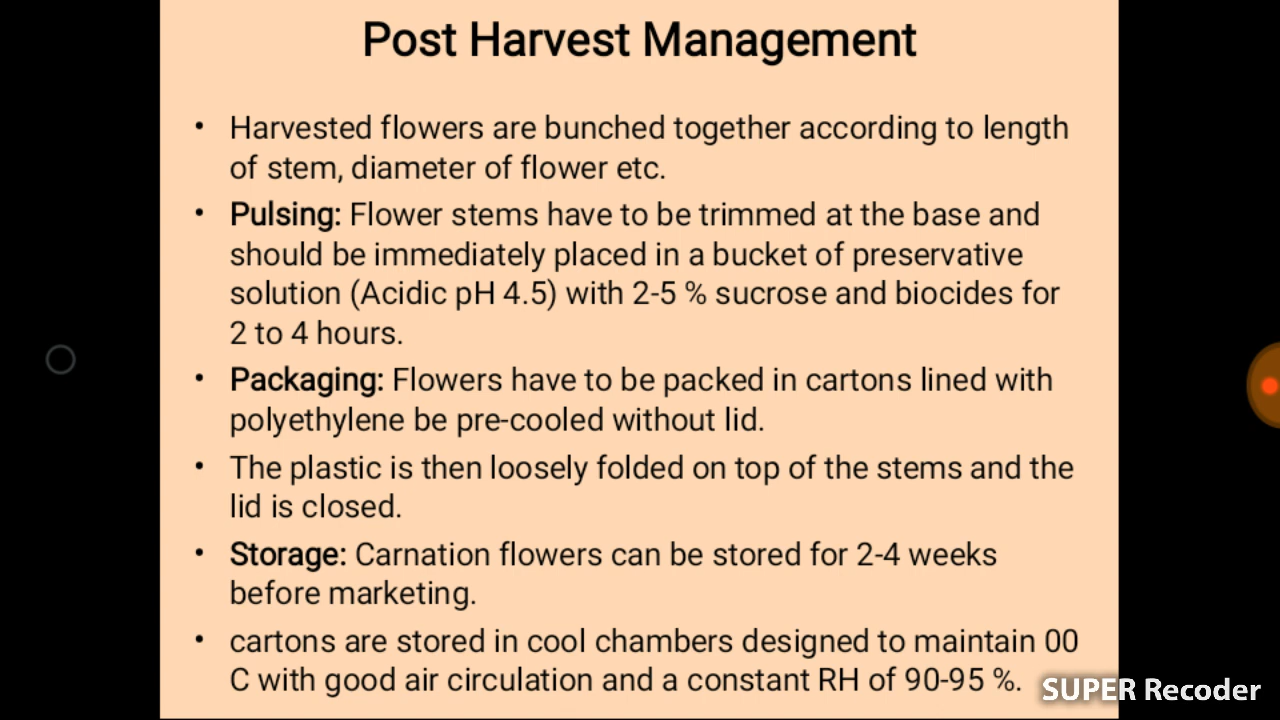 Post Harvest Management
• Harvested flowers are bunched together according to length
of stem, diameter of flower etc.
• Pulsing: Flower stems have to be trimmed at the base and
should be immediately placed in a bucket of preservative
solution (Acidic pH 4.5) with 2-5 % sucrose and biocides for
2 to 4 hours.
• Packaging: Flowers have to be packed in cartons lined with
polyethylene be pre-cooled without lid.
• The plastic is then loosely folded on top of the stems and the
lid is closed.
• Storage: Carnation flowers can be stored for 2-4 weeks
before marketing.
• cartons are stored in cool chambers designed to maintain 00
C with good air circulation and a constant RH of 90-95 %.
SUPER Recoder